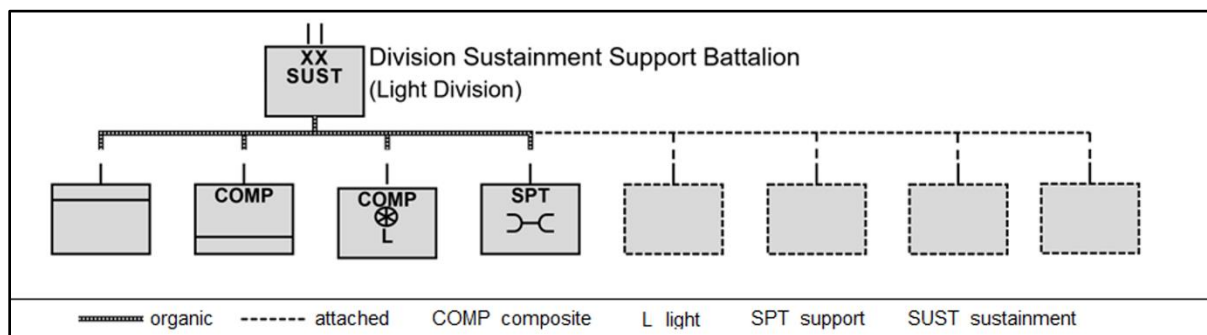 XX
SUST
Division Sustainment Support Battalion
(Light Division)
COMP
COMP
L
SPT
organic attached COMP composite L light SPT support SUST sustainment